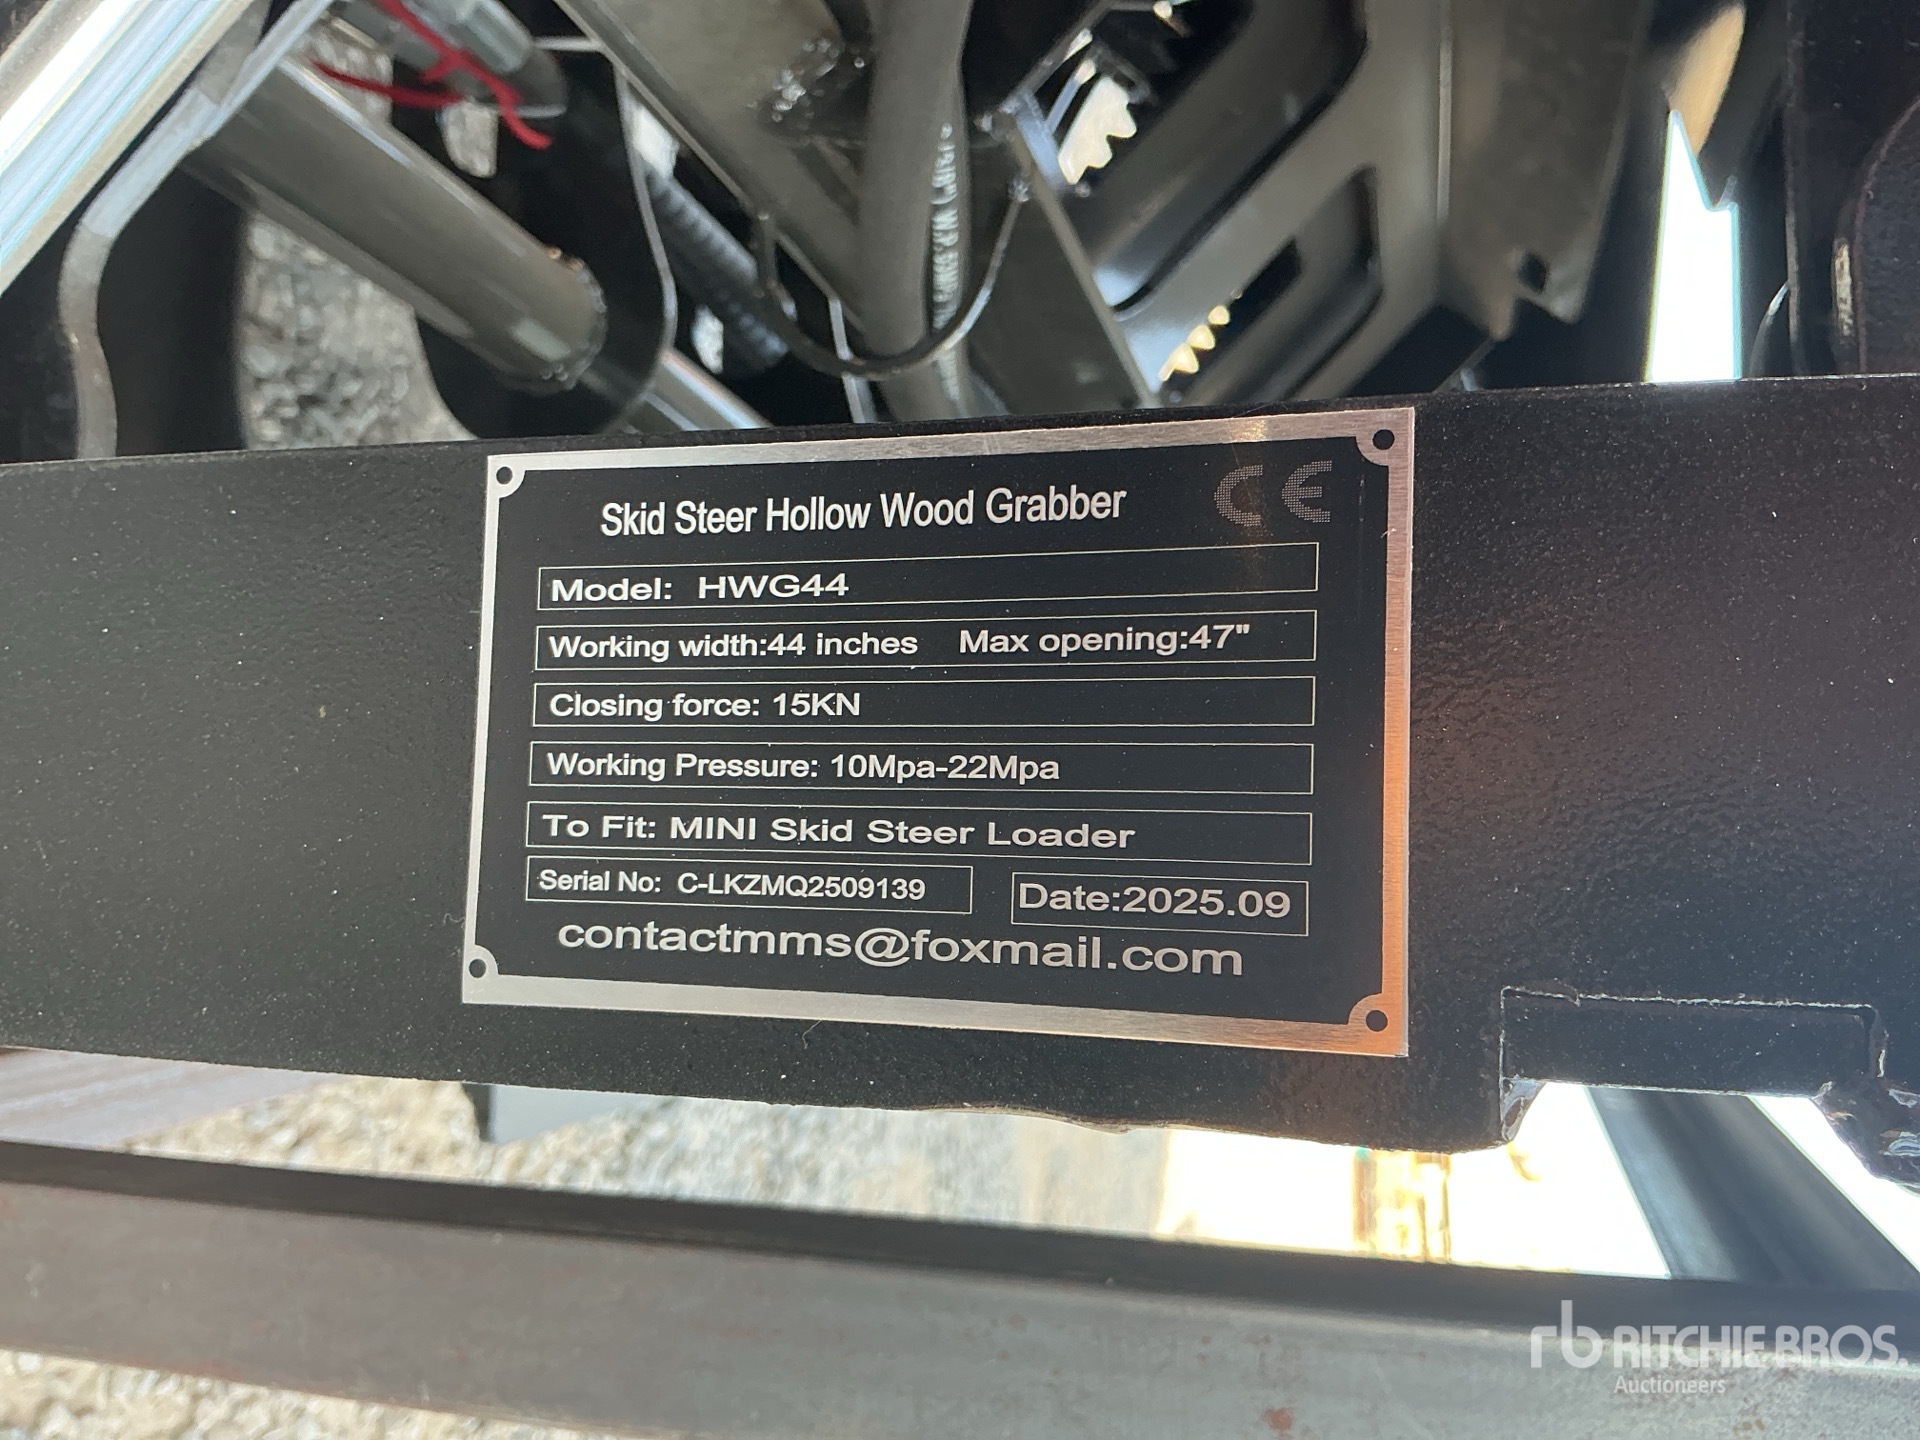 Skid Steer Hollow Wood Grabber CE
Model: HWG44
Working width:44 inches Max opening:47"
Closing force: 15KN
Working Pressure: 10Mpa-22Mpa
To Fit: MINI Skid Steer Loader
Serial No: C-LKZMQ2509139 Date:2025.09
contactmms@foxmail.com
rb RITCHIE BROS.
Auctioneers